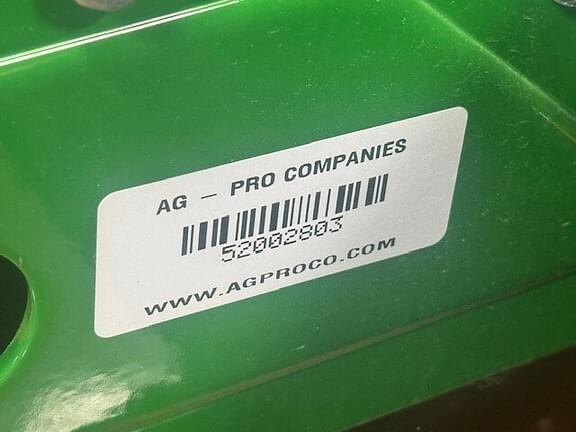 AG – PRO COMPANIES
52002803
WWW.AGPROCO.COM